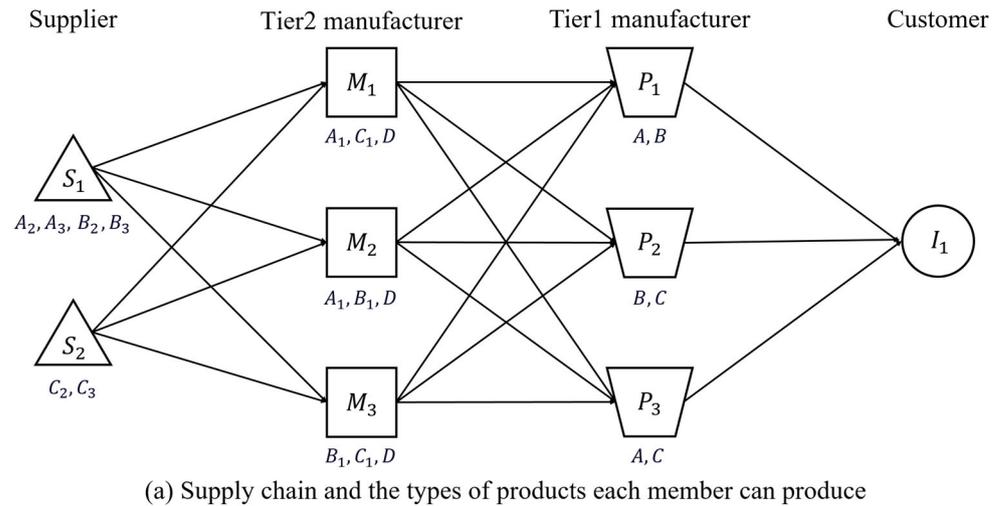 Supplier Tier2 manufacturer Tier1 manufacturer Customer
M₁ P₁
A₁, C₁, D A, B
S₁
A₂, A₃, B₂, B₃
M₂ P₂ I₁
A₁, B₁, D B, C
S₂
C₂, C₃
M₃ P₃
B₁, C₁, D A, C
(a) Supply chain and the types of products each member can produce